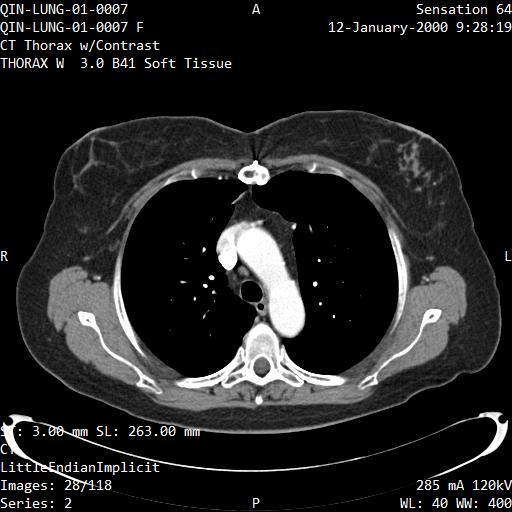 QIN-LUNG-01-0007
A
Sensation 64
QIN-LUNG-01-0007 F
12-January-2000 9:28:19
CT Thorax w/Contrast
THORAX W 3.0 B41 Soft Tissue
R
L
ST: 3.00 mm SL: 263.00 mm
LittleEndianImplicit
Images: 28/118
285 mA 120kV
Series: 2
P
WL: 40 WW: 400